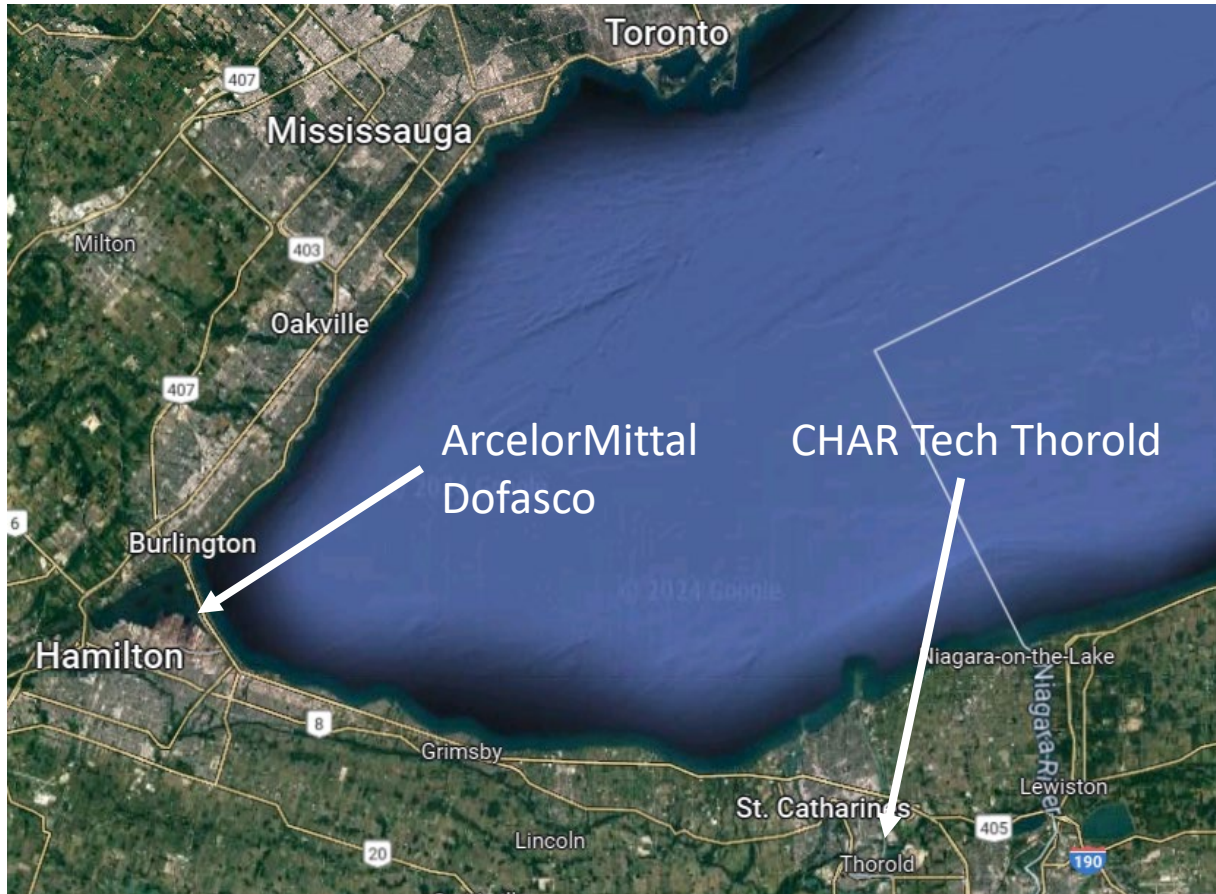 Toronto
407
Mississauga
Milton
403
Oakville
407
ArcelorMittal
Dofasco
CHAR Tech Thorold
6
Burlington
© 2024 Google
Hamilton
Niagara-on-the-Lake
Niagara River
8
Grimsby
Lewiston
St. Catharines
405
Lincoln
20
Thorold
190